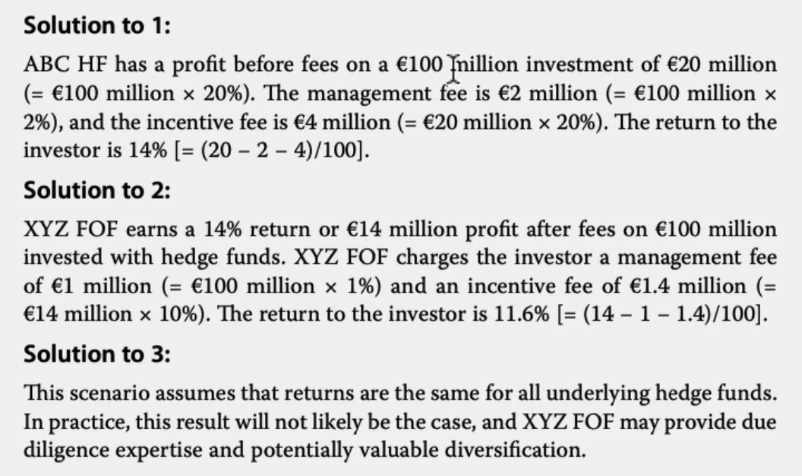 Solution to 1:
ABC HF has a profit before fees on a €100 million investment of €20 million
(= €100 million × 20%). The management fee is €2 million (= €100 million ×
2%), and the incentive fee is €4 million (= €20 million × 20%). The return to the
investor is 14% [= (20 – 2 – 4)/100].
Solution to 2:
XYZ FOF earns a 14% return or €14 million profit after fees on €100 million
invested with hedge funds. XYZ FOF charges the investor a management fee
of €1 million (= €100 million × 1%) and an incentive fee of €1.4 million (=
€14 million × 10%). The return to the investor is 11.6% [= (14 – 1 – 1.4)/100].
Solution to 3:
This scenario assumes that returns are the same for all underlying hedge funds.
In practice, this result will not likely be the case, and XYZ FOF may provide due
diligence expertise and potentially valuable diversification.